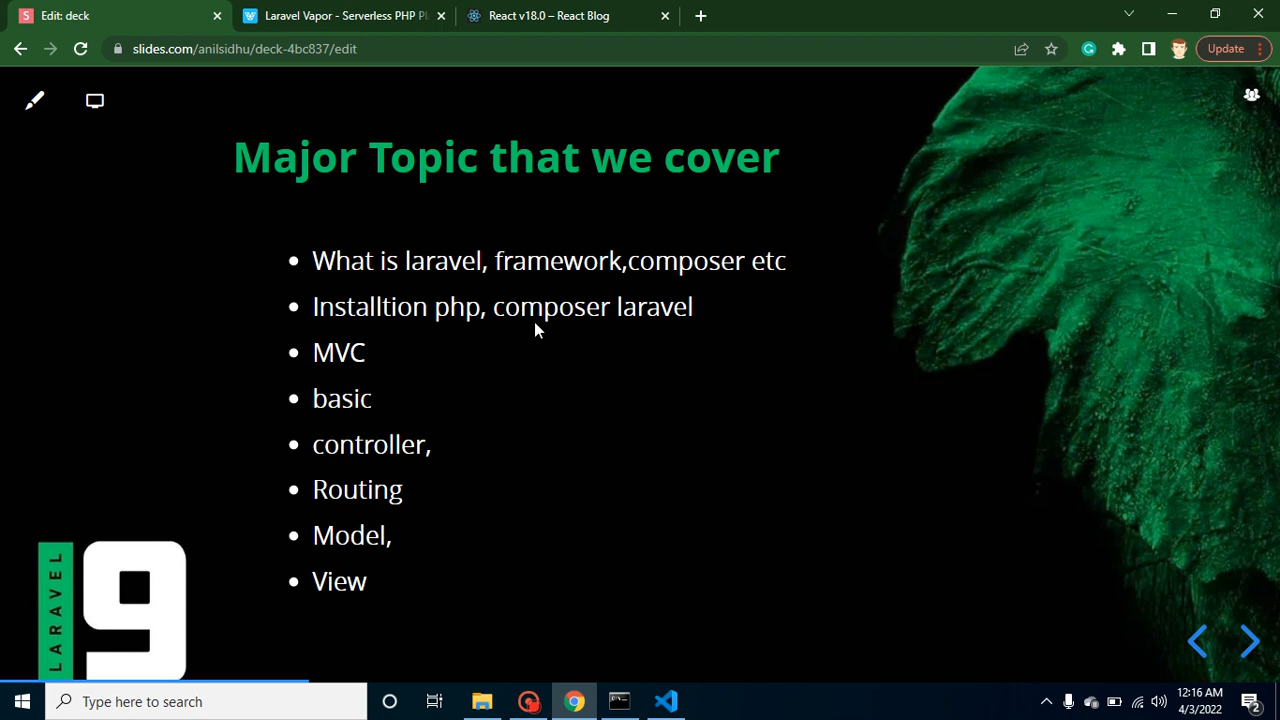 Edit: deck
Laravel Vapor - Serverless PHP Pl
React v18.0 – React Blog
slides.com/anilsidhu/deck-4bc837/edit
Update
Major Topic that we cover
What is laravel, framework,composer etc
Installtion php, composer laravel
MVC
basic
controller,
Routing
Model,
View
LARAVEL
9
Type here to search
12:16 AM
4/3/2022
2